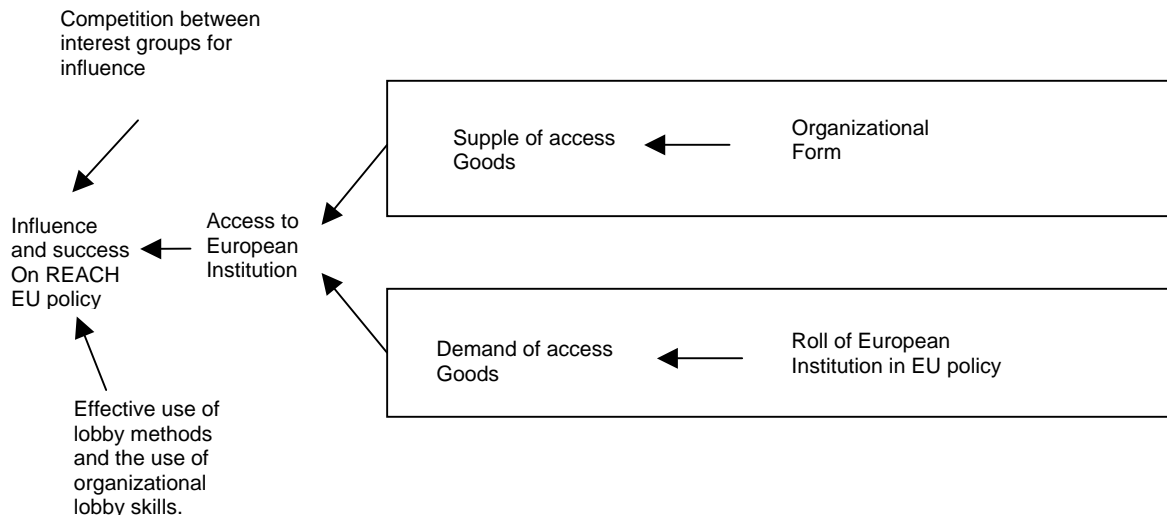 Competition between
interest groups for
influence
Supple of access
Goods
Organizational
Form
Influence
and success
On REACH
EU policy
Access to
European
Institution
Demand of access
Goods
Roll of European
Institution in EU policy
Effective use of
lobby methods
and the use of
organizational
lobby skills.